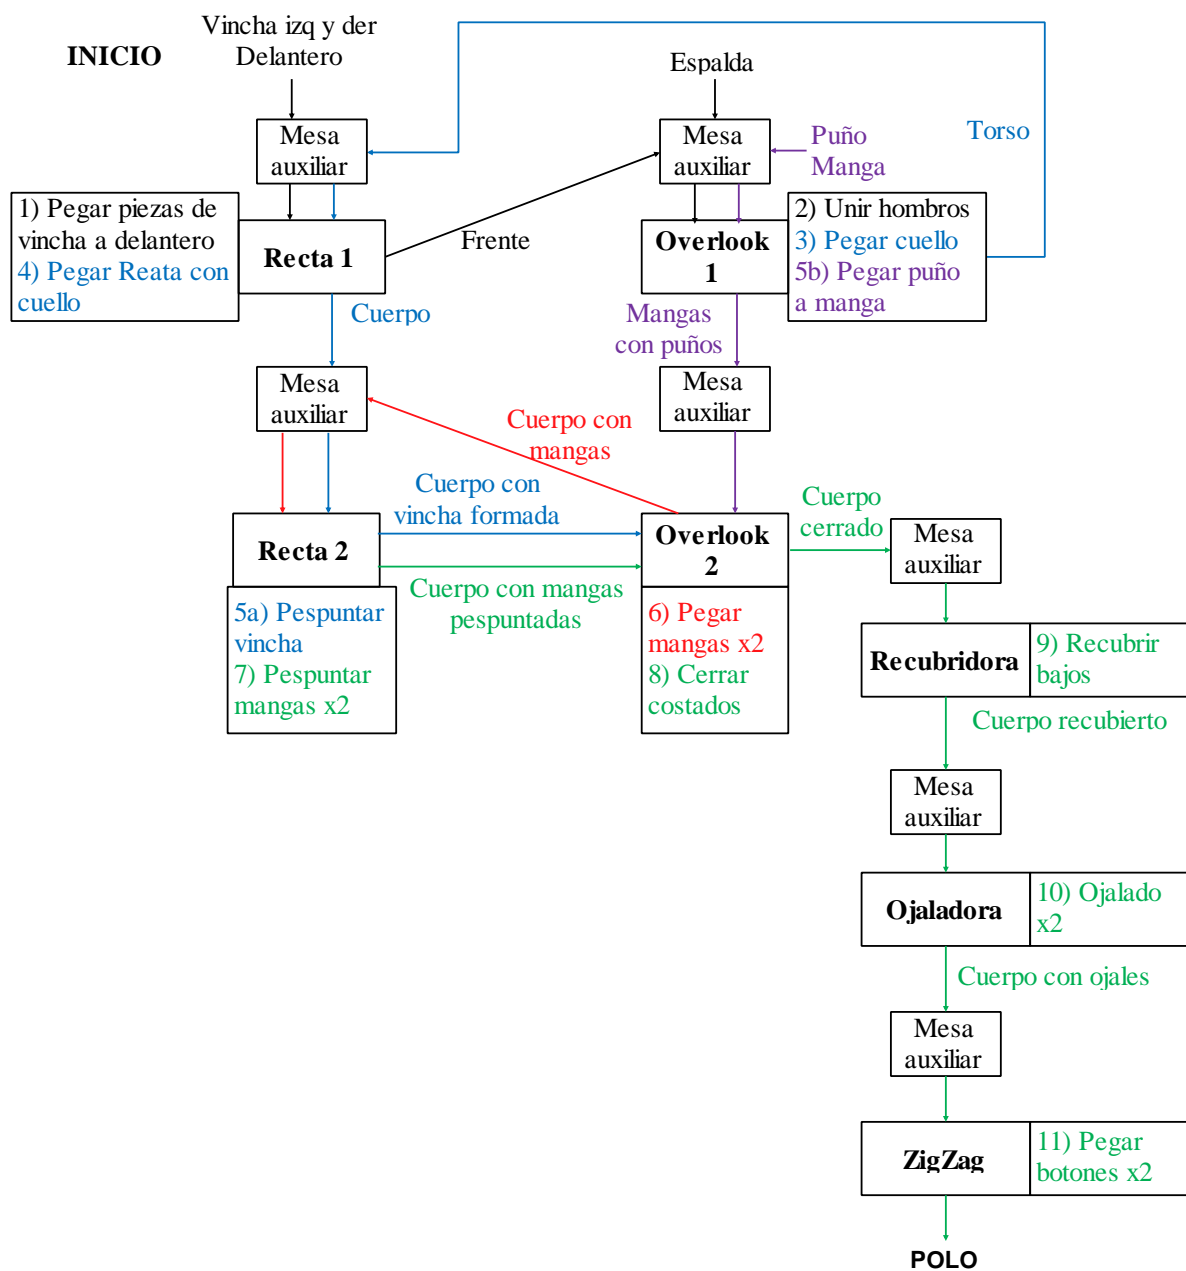 INICIO
Vincha izq y der
Delantero
Espalda
Mesa
auxiliar
Mesa
auxiliar
Puño
Manga
Torso
1) Pegar piezas de
vincha a delantero
4) Pegar Reata con
cuello
Recta 1
Frente
Overlook
1
2) Unir hombros
3) Pegar cuello
5b) Pegar puño
a manga
Cuerpo
Mangas
con puños
Mesa
auxiliar
Mesa
auxiliar
Cuerpo con
mangas
Cuerpo con
vincha formada
Cuerpo
cerrado
Recta 2
Overlook
2
Mesa
auxiliar
Cuerpo con mangas
pespuntadas
5a) Pespuntar
vincha
7) Pespuntar
mangas x2
6) Pegar
mangas x2
8) Cerrar
costados
Recubridora
9) Recubrir
bajos
Cuerpo recubierto
Mesa
auxiliar
Ojaladora
10) Ojalado
x2
Cuerpo con ojales
Mesa
auxiliar
ZigZag
11) Pegar
botones x2
POLO